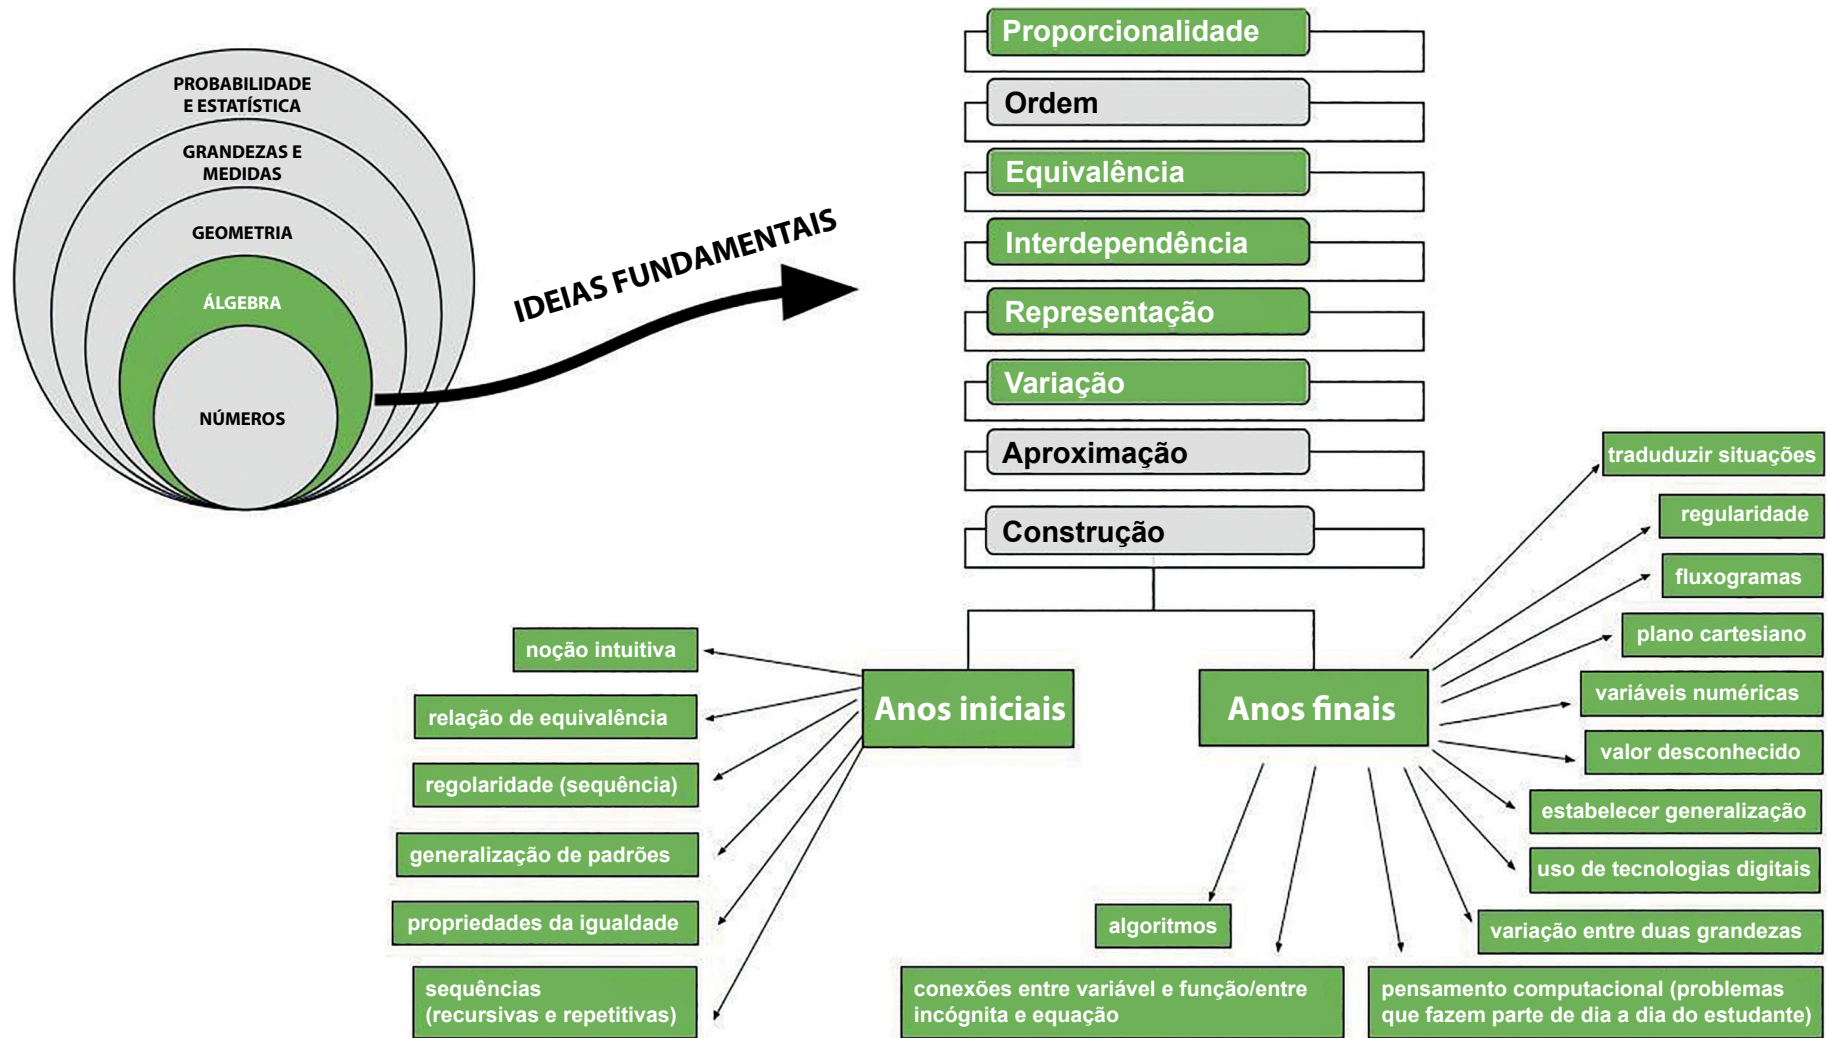 PROBABILIDADE
E ESTATÍSTICA
GRANDEZAS E
MEDIDAS
GEOMETRIA
ÁLGEBRA
NÚMEROS
IDEIAS FUNDAMENTAIS
Proporcionalidade
Ordem
Equivalência
Interdependência
Representação
Variação
Aproximação
Construção
Anos iniciais
noção intuitiva
relação de equivalência
regolaridade (sequência)
generalização de padrões
propriedades da igualdade
sequências
(recursivas e repetitivas)
Anos finais
traduduzir situações
regularidade
fluxogramas
plano cartesiano
variáveis numéricas
valor desconhecido
estabelecer generalização
uso de tecnologias digitais
variação entre duas grandezas
algoritmos
conexões entre variável e função/entre
incógnita e equação
pensamento computacional (problemas
que fazem parte de dia a dia do estudante)